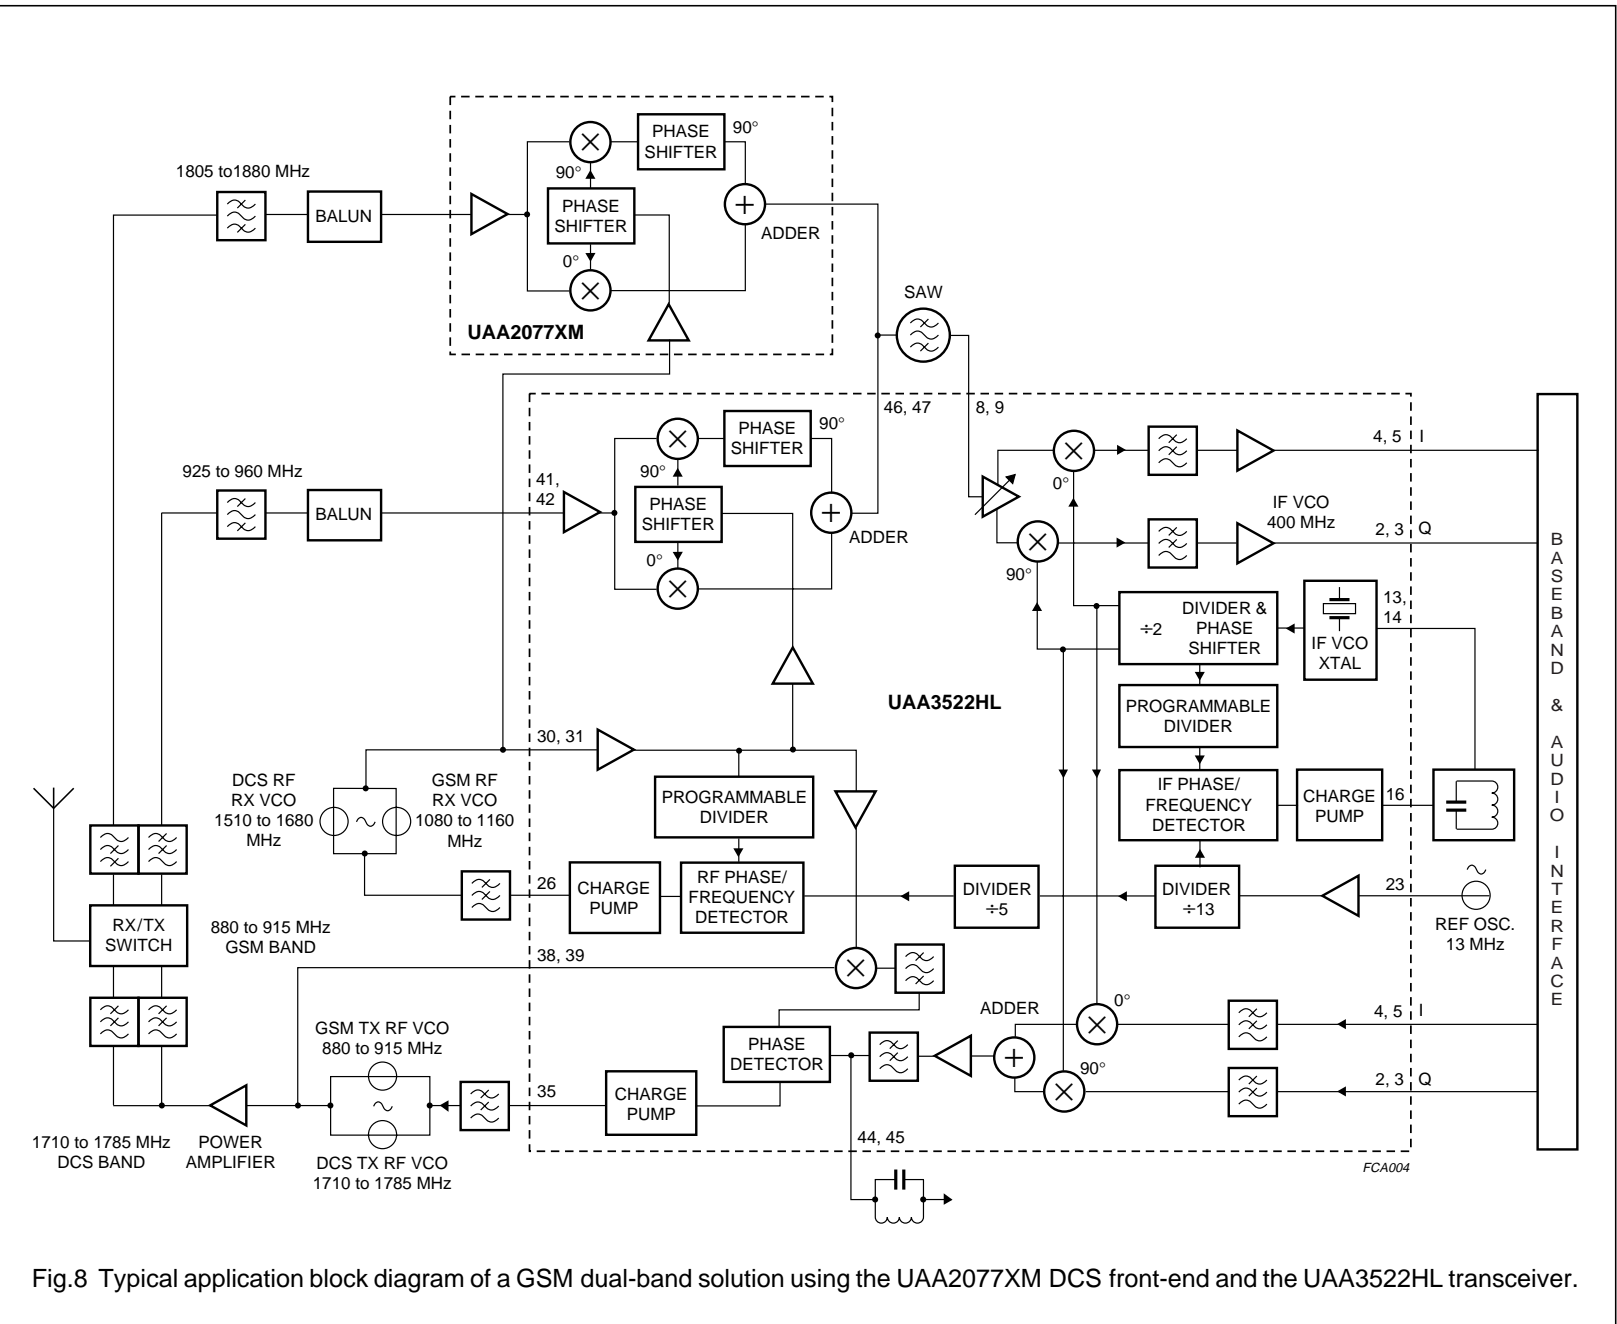 PHASE
SHIFTER
90°
1805 to1880 MHz
90°
BALUN
PHASE
SHIFTER
ADDER
0°
UAA2077XM
SAW
46, 47
8, 9
PHASE
SHIFTER
90°
925 to 960 MHz
41,
42
90°
BALUN
PHASE
SHIFTER
ADDER
0°
4, 5
I
0°
IF VCO
400 MHz
2, 3
Q
90°
÷2
DIVIDER &
PHASE
SHIFTER
IF VCO
XTAL
13,
14
UAA3522HL
PROGRAMMABLE
DIVIDER
30, 31
DCS RF
RX VCO
1510 to 1680
MHz
GSM RF
RX VCO
1080 to 1160
MHz
PROGRAMMABLE
DIVIDER
IF PHASE/
FREQUENCY
DETECTOR
CHARGE
PUMP
16
26
CHARGE
PUMP
RF PHASE/
FREQUENCY
DETECTOR
DIVIDER
÷5
DIVIDER
÷13
23
REF OSC.
13 MHz
RX/TX
SWITCH
880 to 915 MHz
GSM BAND
38, 39
ADDER
0°
4, 5
I
GSM TX RF VCO
880 to 915 MHz
PHASE
DETECTOR
90°
2, 3
Q
35
CHARGE
PUMP
1710 to 1785 MHz
DCS BAND
POWER
AMPLIFIER
DCS TX RF VCO
1710 to 1785 MHz
44, 45
BASEBAND & AUDIO INTERFACE
FCA004
Fig.8 Typical application block diagram of a GSM dual-band solution using the UAA2077XM DCS front-end and the UAA3522HL transceiver.